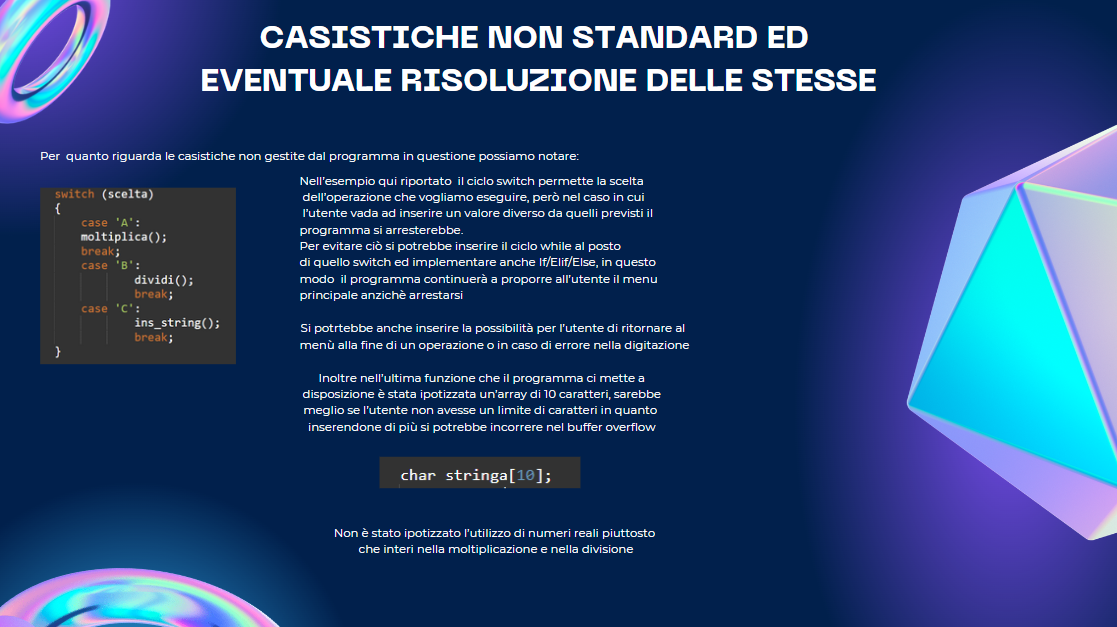 CASISTICHE NON STANDARD ED
EVENTUALE RISOLUZIONE DELLE STESSE
Per quanto riguarda le casistiche non gestite dal programma in questione possiamo notare:
switch (scelta)
{
case 'A':
moltiplica();
break;
case 'B':
dividi();
break;
case 'C':
ins_string();
break;
}
Nell'esempio qui riportato il ciclo switch permette la scelta
dell'operazione che vogliamo eseguire, però nel caso in cui
l'utente vada ad inserire un valore diverso da quelli previsti il
programma si arresterebbe.
Per evitare ciò si potrebbe inserire il ciclo while al posto
di quello switch ed implementare anche If/Elif/Else, in questo
modo il programma continuerà a proporre all'utente il menu
principale anzichè arrestarsi
Si potrtebbe anche inserire la possibilità per l'utente di ritornare al
menù alla fine di un operazione o in caso di errore nella digitazione
Inoltre nell'ultima funzione che il programma ci mette a
disposizione è stata ipotizzata un'array di 10 caratteri, sarebbe
meglio se l'utente non avesse un limite di caratteri in quanto
inserendone di più si potrebbe incorrere nel buffer overflow
char stringa[10];
Non è stato ipotizzato l'utilizzo di numeri reali piuttosto
che interi nella moltiplicazione e nella divisione